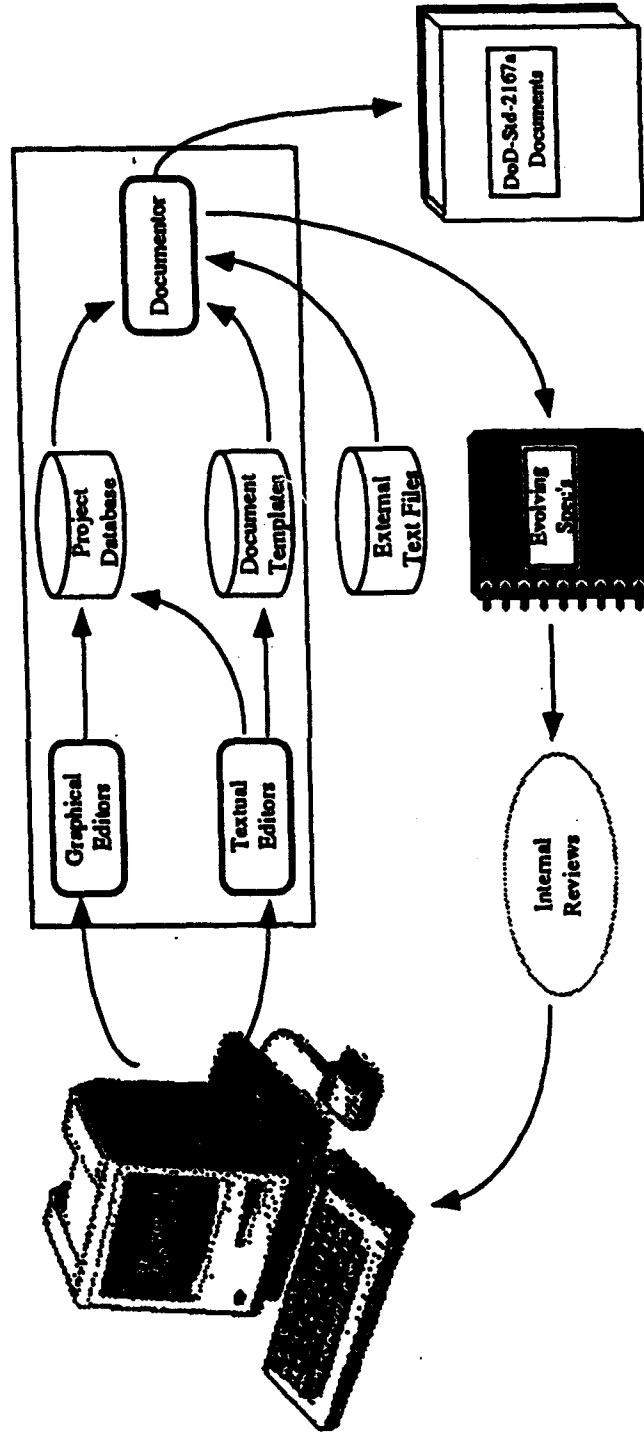 Graphical
Editors
Project
Database
Documentor
Textual
Editors
Document
Templates
External
Text Files
Internal
Reviews
Evolving
Spec's
DoD-Std-2167a
Documents